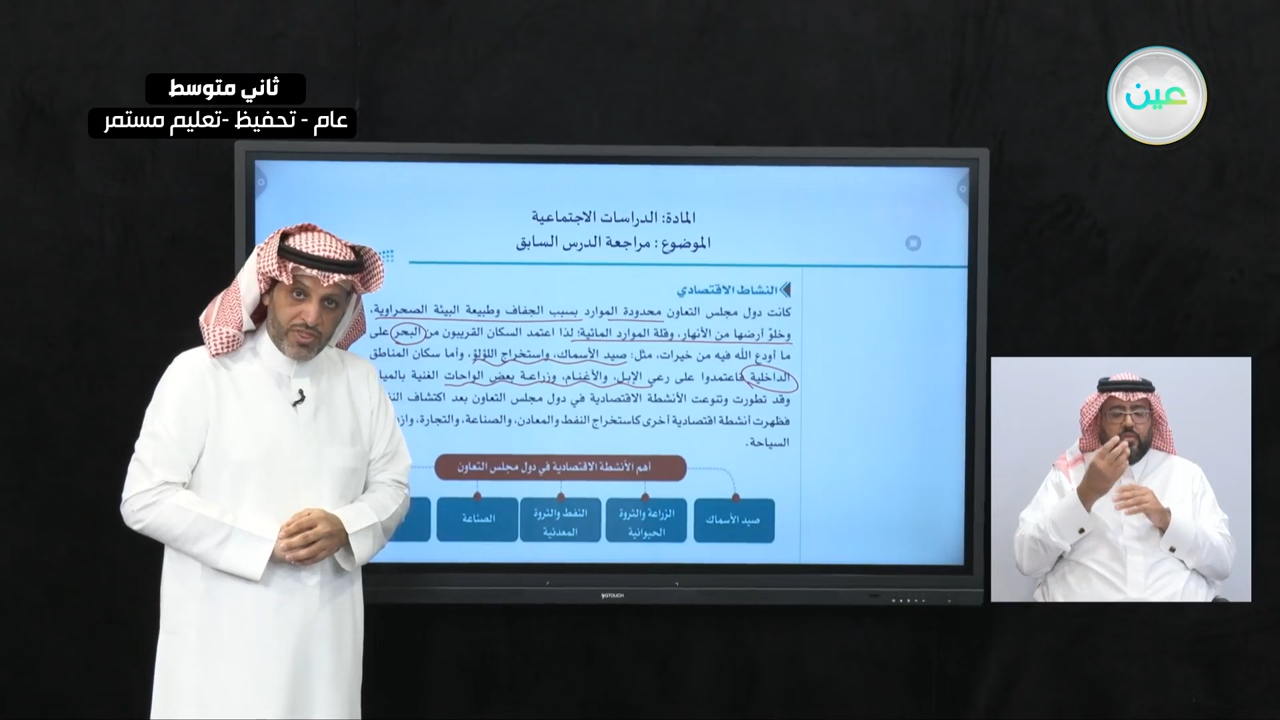 ثاني متوسط
عام - تحفيظ -تعليم مستمر
عين
المادة: الدراسات الاجتماعية
الموضوع : مراجعة الدرس السابق
النشاط الاقتصادي
كانت دول مجلس التعاون محدودة الموارد بسبب الجفاف وطبيعة البيئة الصحراوية،
وخلوّ أرضها من الأنهار، وقلة الموارد المائية؛ لذا اعتمد السكان القريبون من البحر على
ما أودع الله فيه من خيرات، مثل: صيد الأسماك، واستخراج اللؤلؤ، وأما سكان المناطق
الداخلية فاعتمدوا على رعي الإبل، والأغنام، وزراعة بعض الواحات الغنية
وقد تطورت وتنوعت الأنشطة الاقتصادية في دول مجلس التعاون بعد اكتشاف
فظهرت أنشطة اقتصادية أخرى كاستخراج النفط والمعادن، والصناعة، والتجارة،
السياحة.
أهم الأنشطة الاقتصادية في دول مجلس التعاون
صيد الأسماك
الزراعة والثروة
الحيوانية
النفط والثروة
المعدنية
الصناعة